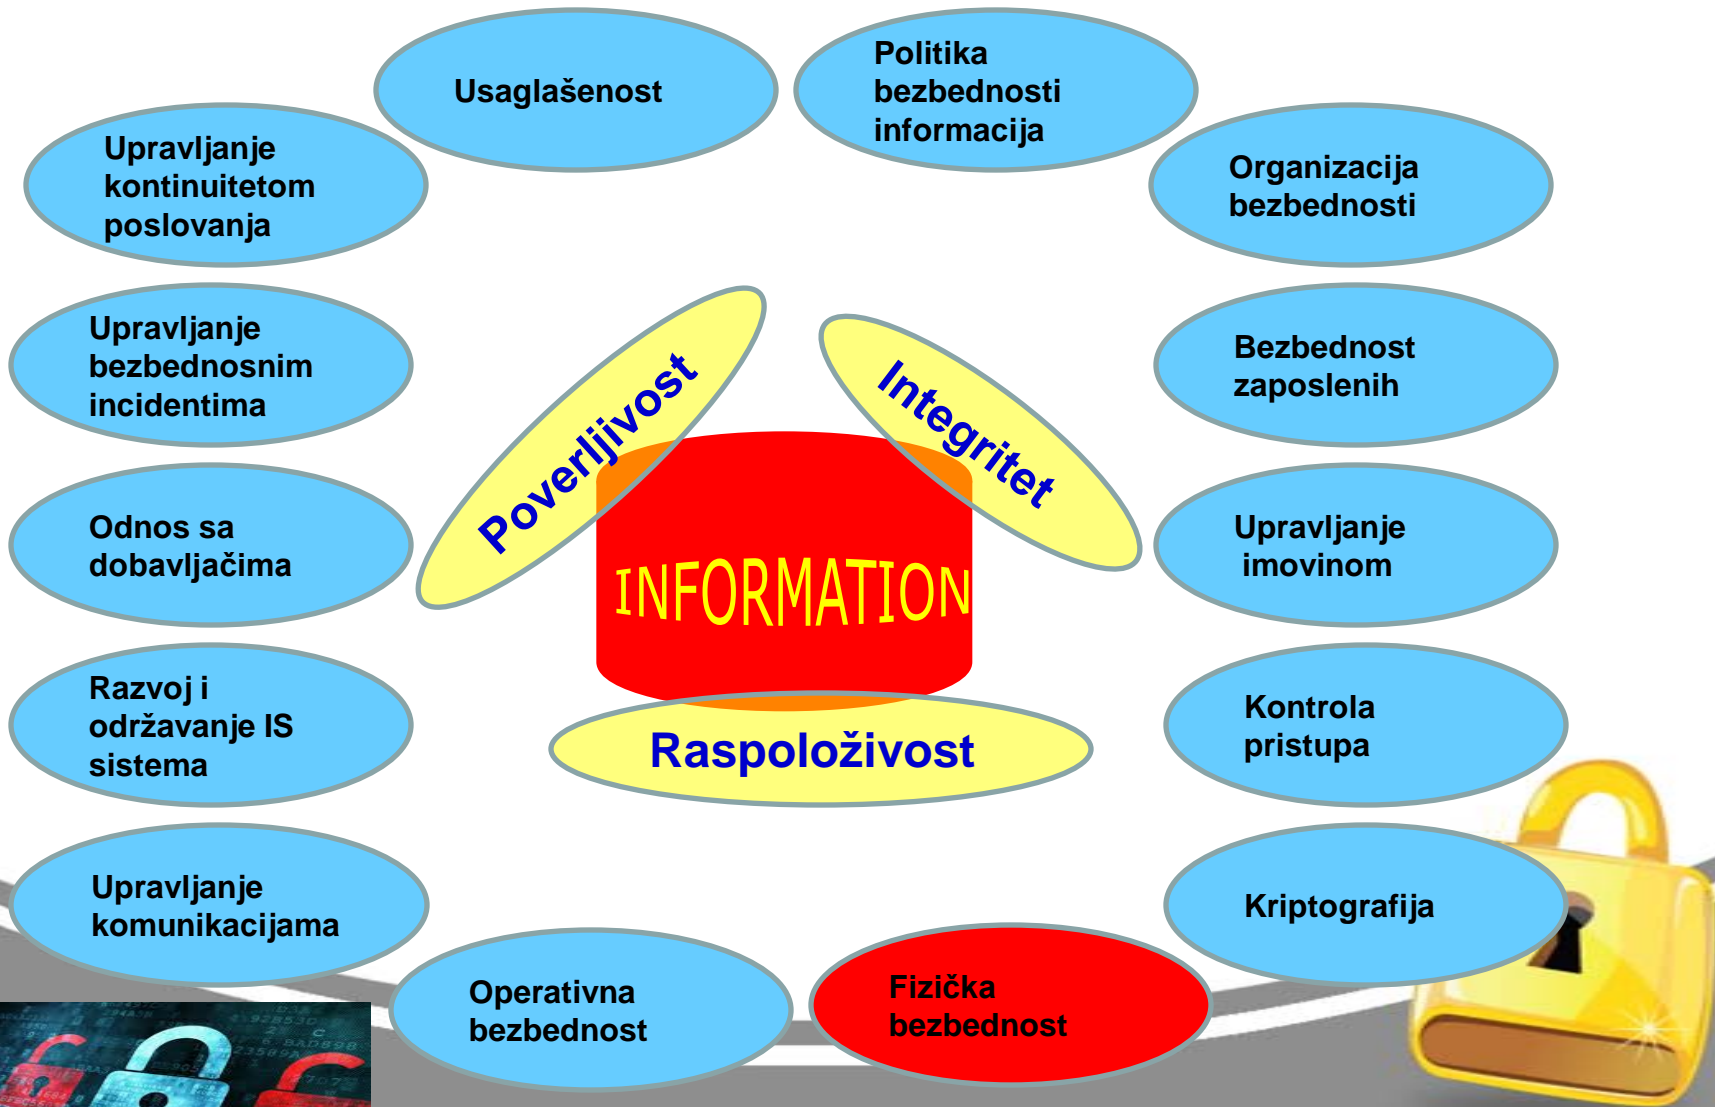 Usaglašenost
Politika
bezbednosti
informacija
Upravljanje
kontinuitetom
poslovanja
Organizacija
bezbednosti
Upravljanje
bezbednosnim
incidentima
Bezbednost
zaposlenih
Poverljivost
Integritet
Odnos sa
dobavljačima
Upravljanje
imovinom
INFORMATION
Razvoj i
održavanje IS
sistema
Raspoloživost
Kontrola
pristupa
Upravljanje
komunikacijama
Kriptografija
Operativna
bezbednost
Fizička
bezbednost